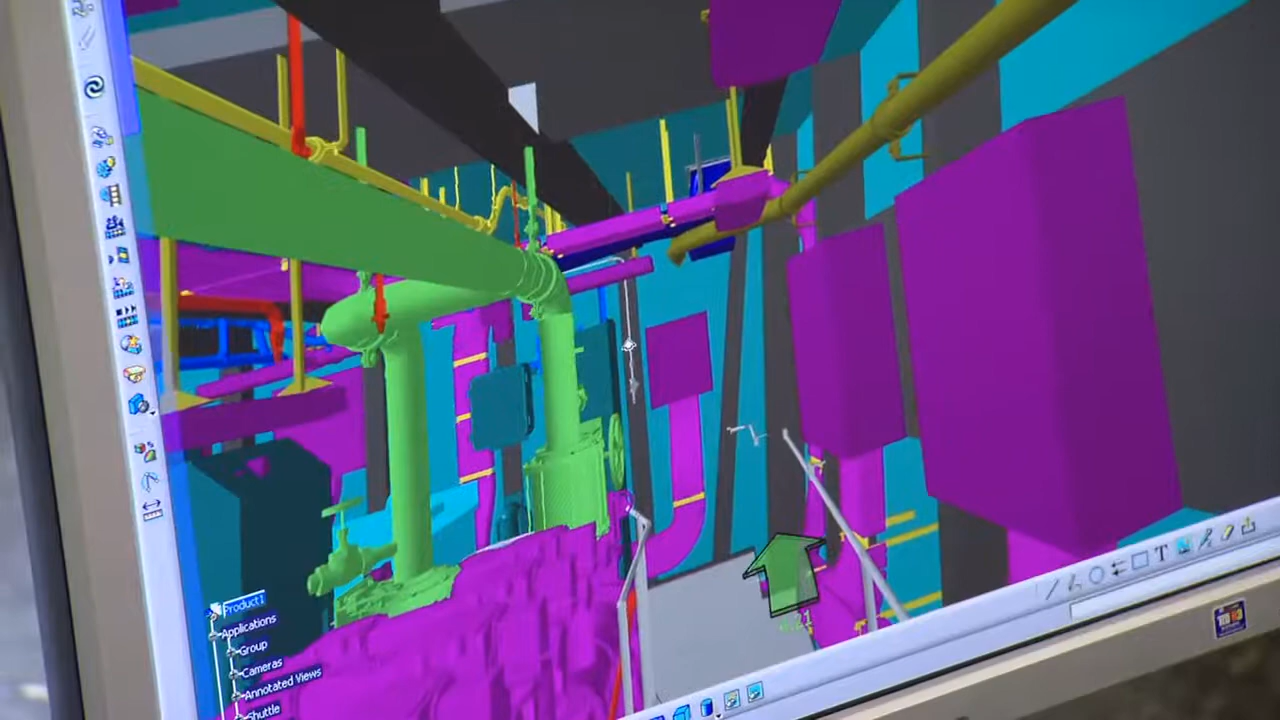 Product1
Applications
Group
Cameras
Annotated Views
Shuttle
T